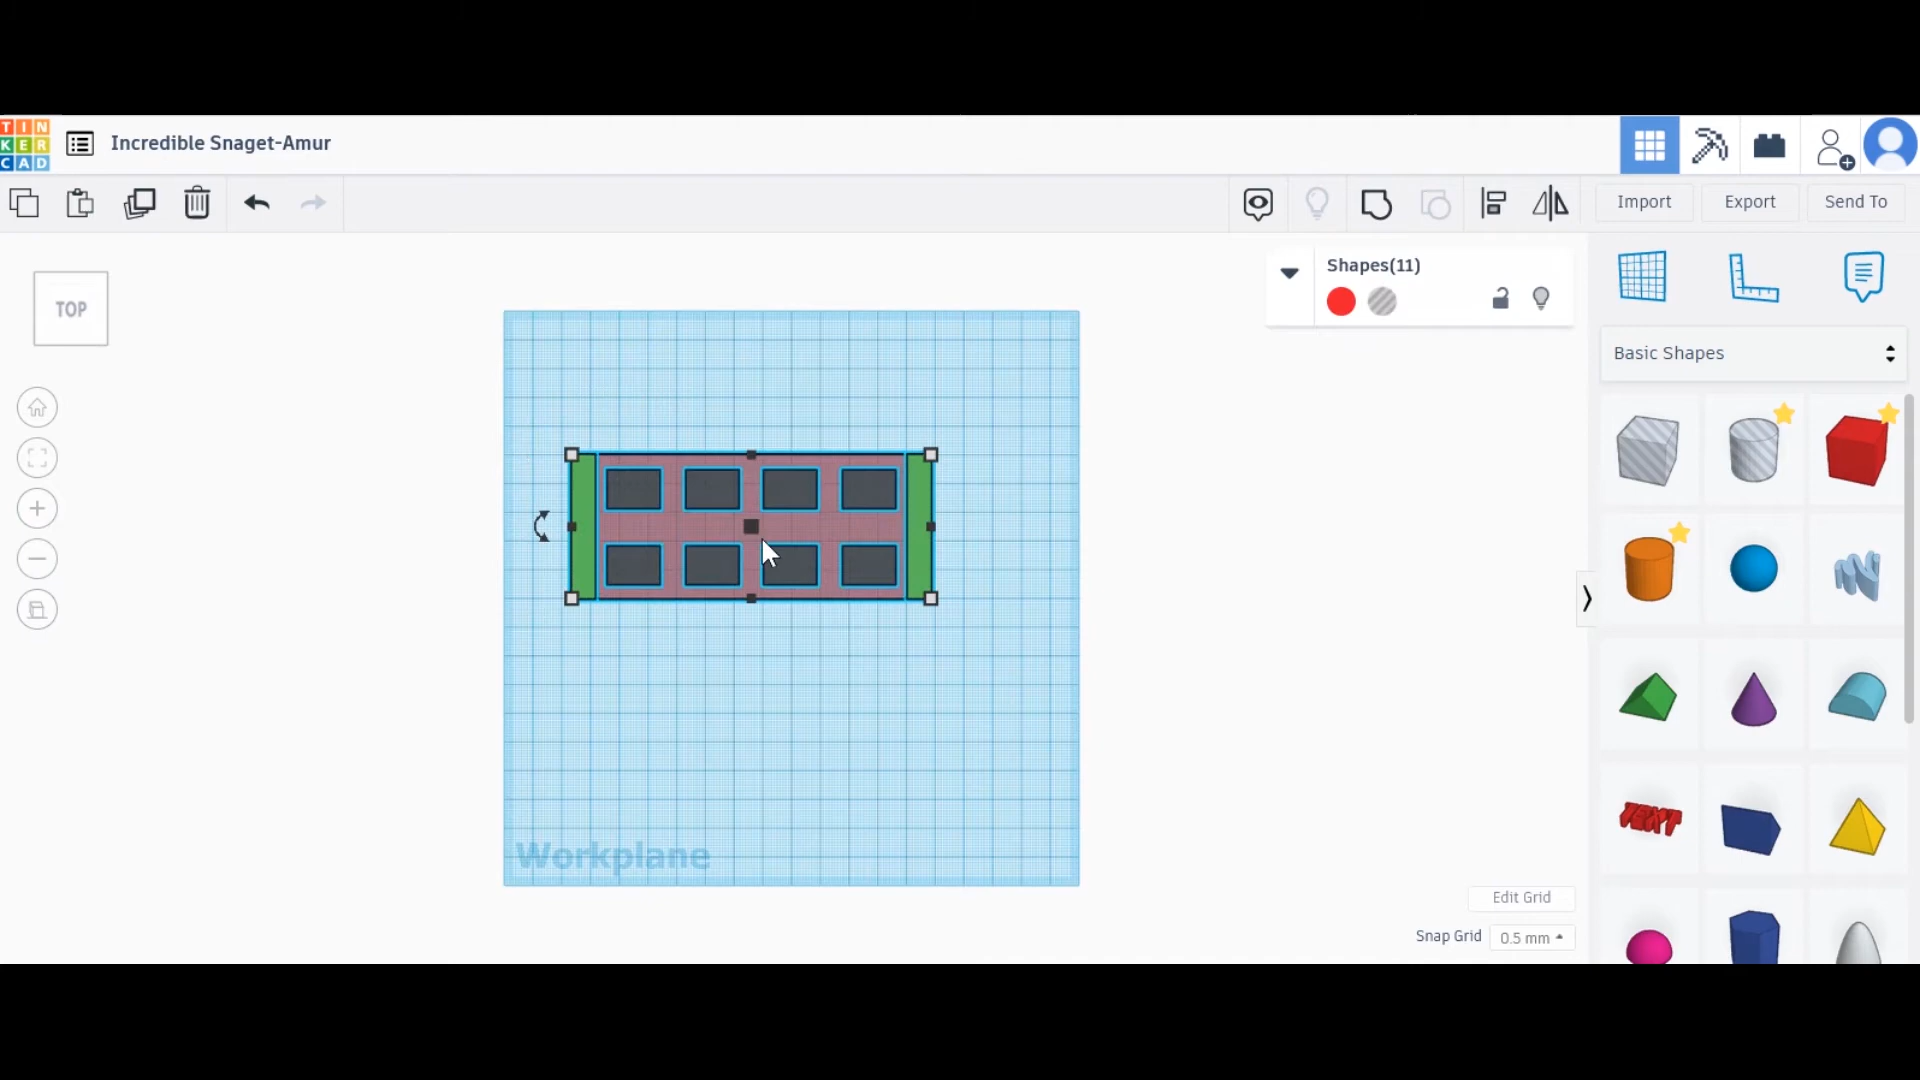 TIN
KER
CAD
Incredible Snaget-Amur
Import
Export
Send To
TOP
Shapes(11)
Basic Shapes
TEXT
Workplane
Edit Grid
Snap Grid
0.5 mm